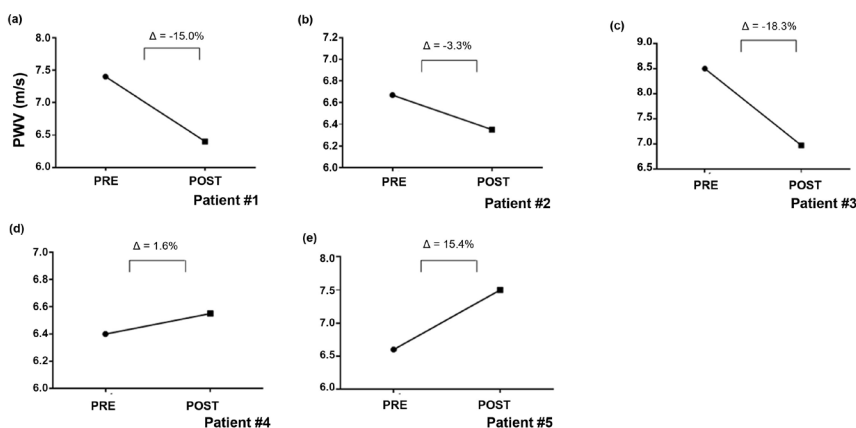 (a)
Δ = -15.0%
8.0
7.5
7.0
6.5
6.0
PWV (m/s)
PRE POST
Patient #1
(b)
Δ = -3.3%
7.2
7.0
6.8
6.6
6.4
6.2
6.0
PRE POST
Patient #2
(c)
Δ = -18.3%
9.0
8.5
8.0
7.5
7.0
6.5
PRE POST
Patient #3
(d)
Δ = 1.6%
7.0
6.8
6.6
6.4
6.2
6.0
PRE POST
Patient #4
(e)
Δ = 15.4%
8.0
7.5
7.0
6.5
6.0
PRE POST
Patient #5